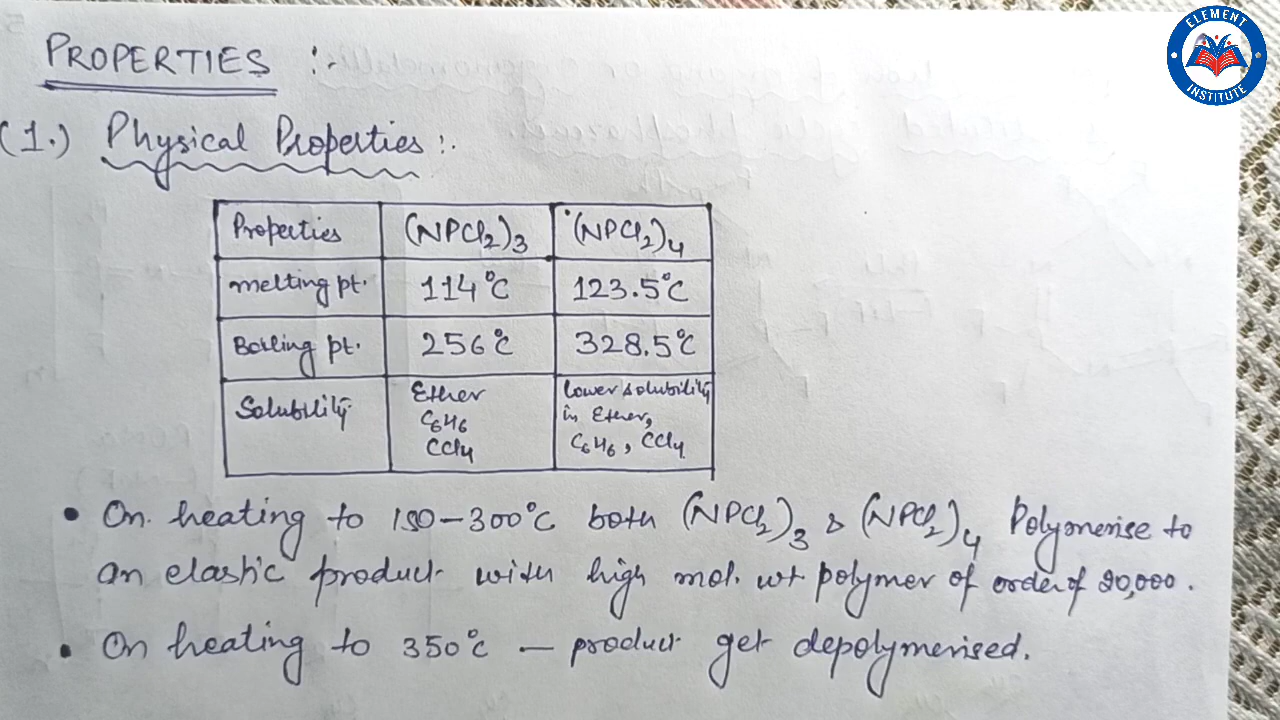 ELEMENT
INSTITUTE
PROPERTIES :-
(1.) Physical Properties :-
Properties (NPCl₂)₃ (NPCl₂)₄
melting pt. 114°C 123.5°C
Boiling pt. 256°C 328.5°C
Solubility Ether C₆H₆ CCl₄ lower solubility in Ether, C₆H₆, CCl₄
• On heating to 150-300°C both (NPCl₂)₃ & (NPCl₂)₄ Polymerise to
an elastic product with high mol. wt polymer of order of 20,000.
• On heating to 350°C — product get depolymerised.